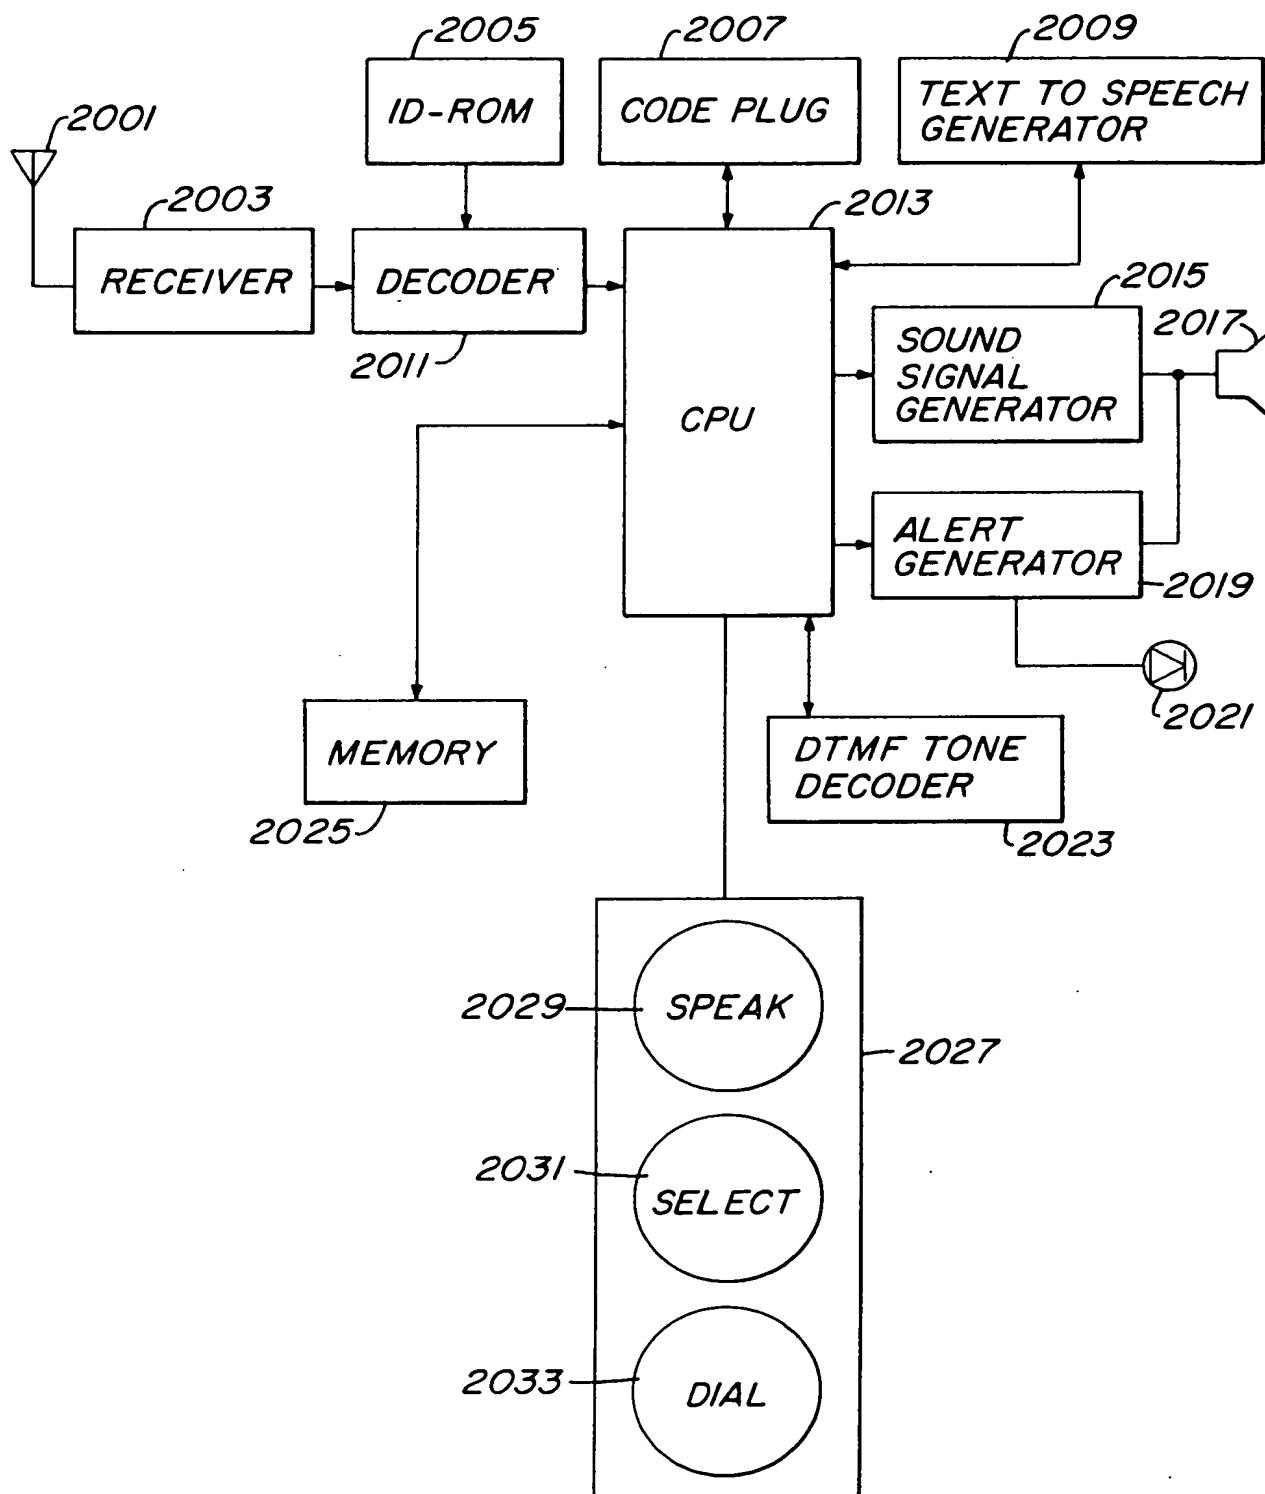 2005
2007
2009
ID-ROM
CODE PLUG
TEXT TO SPEECH
GENERATOR
2001
2003
2013
RECEIVER
DECODER
2011
2015
2017
SOUND
SIGNAL
GENERATOR
CPU
ALERT
GENERATOR
2019
2021
MEMORY
2025
DTMF TONE
DECODER
2023
SPEAK
2029
2027
2031
SELECT
2033
DIAL